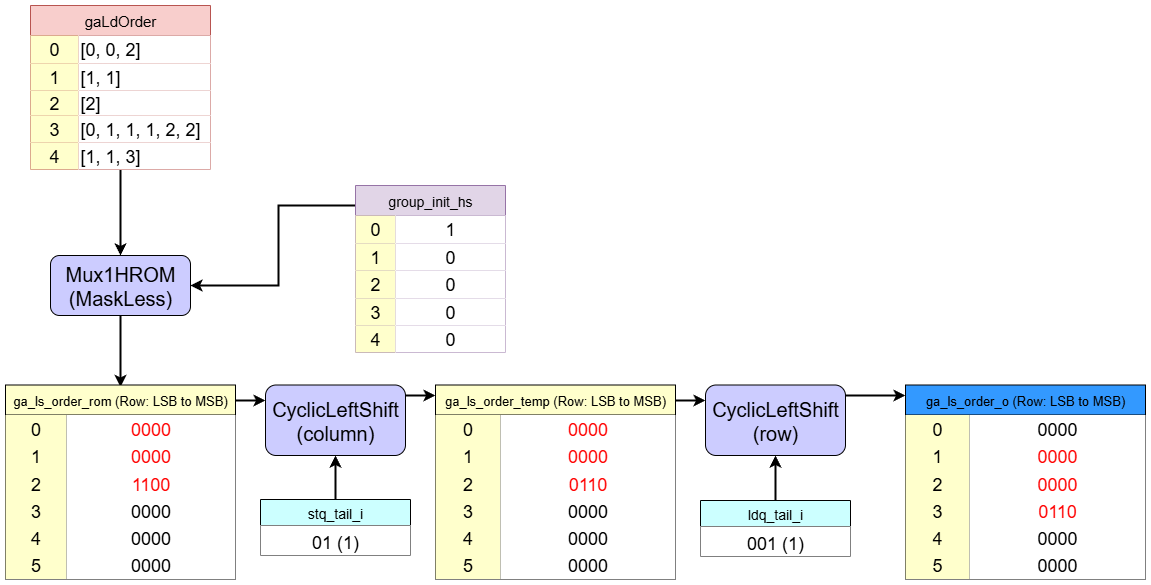 gaLdOrder
0 [0, 0, 2]
1 [1, 1]
2 [2]
3 [0, 1, 1, 1, 2, 2]
4 [1, 1, 3]
group_init_hs
0 1
1 0
2 0
3 0
4 0
Mux1HROM
(MaskLess)
ga_ls_order_rom (Row: LSB to MSB)
0 0000
1 0000
2 1100
3 0000
4 0000
5 0000
CyclicLeftShift
(column)
stq_tail_i
01 (1)
ga_ls_order_temp (Row: LSB to MSB)
0 0000
1 0000
2 0110
3 0000
4 0000
5 0000
CyclicLeftShift
(row)
ldq_tail_i
001 (1)
ga_ls_order_o (Row: LSB to MSB)
0 0000
1 0000
2 0000
3 0110
4 0000
5 0000